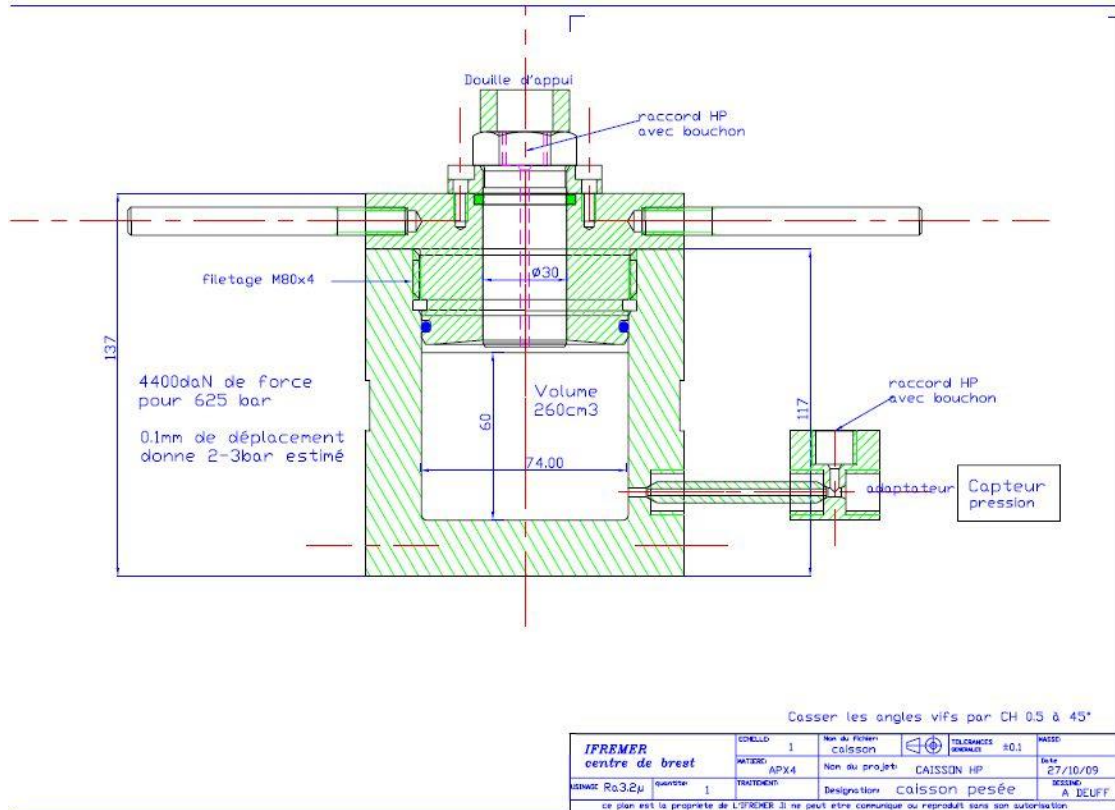 Douille d'appui
raccord HP
avec bouchon
filetage M80x4
ø30
137
4400daN de force
pour 625 bar
0.1mm de déplacement
donne 2-3bar estimé
Volume
260cm3
60
74.00
117
raccord HP
avec bouchon
adaptateur
Capteur
pression
Casser les angles vifs par CH 0.5 à 45°
IFREMER
centre de brest
ECHELLE:
1
Nom du fichier:
caisson
TOLERANCES
GENERALES
±0.1
MASSE:
MATIERE:
APX4
Nom du projet:
CAISSON HP
Date
27/10/09
USINAGE Ra3.2µ
quantite:
1
TRAITEMENT:
Designation:
caisson pesée
DESSINE:
A DEUFF
ce plan est la propriete de L'IFREMER Il ne peut etre communique ou reproduit sans son autorisation